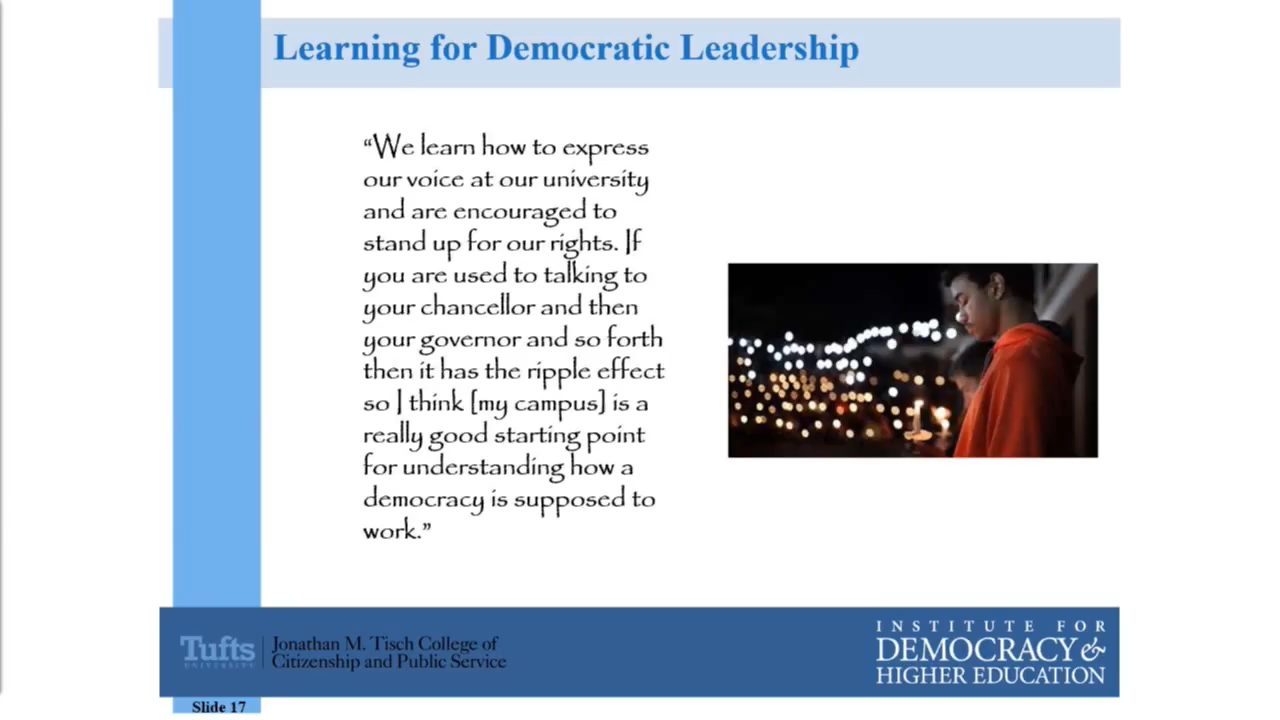 Learning for Democratic Leadership
“We learn how to express
our voice at our university
and are encouraged to
stand up for our rights. If
you are used to talking to
your chancellor and then
your governor and so forth
then it has the ripple effect
so I think [my campus] is a
really good starting point
for understanding how a
democracy is supposed to
work.”
Tufts
UNIVERSITY
Jonathan M. Tisch College of
Citizenship and Public Service
INSTITUTE FOR
DEMOCRACY &
HIGHER EDUCATION
Slide 17